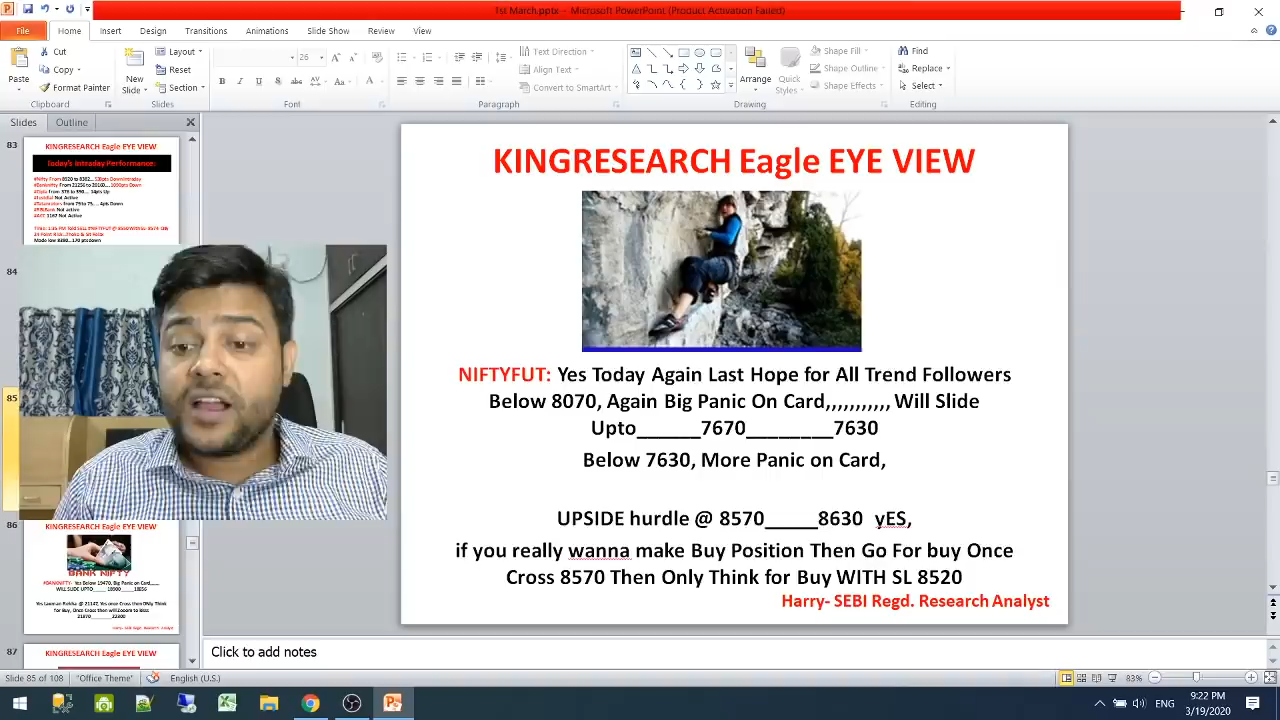 1st March.pptx - Microsoft PowerPoint (Product Activation Failed)
File Home Insert Design Transitions Animations Slide Show Review View
Cut
Copy
Format Painter
Paste
Clipboard
New
Slide
Layout
Reset
Section
Slides
26
Font
Text Direction
Align Text
Convert to SmartArt
Paragraph
Arrange
Quick
Styles
Shape Fill
Shape Outline
Shape Effects
Drawing
Find
Replace
Select
Editing
Slides Outline
83
KINGRESEARCH Eagle EYE VIEW
Today's Intraday Performance:
84
85
86
KINGRESEARCH Eagle EYE VIEW
BANK NIFTY
87
KINGRESEARCH Eagle EYE VIEW
KINGRESEARCH Eagle EYE VIEW
NIFTYFUT: Yes Today Again Last Hope for All Trend Followers
Below 8070, Again Big Panic On Card,,,,,,,,,,, Will Slide
Upto______7670________7630
Below 7630, More Panic on Card,
UPSIDE hurdle @ 8570_____8630 yES,
if you really wanna make Buy Position Then Go For buy Once
Cross 8570 Then Only Think for Buy WITH SL 8520
Harry- SEBI Regd. Research Analyst
Click to add notes
Slide 85 of 108 "Office Theme" English (U.S.) 83%
ENG
9:22 PM
3/19/2020